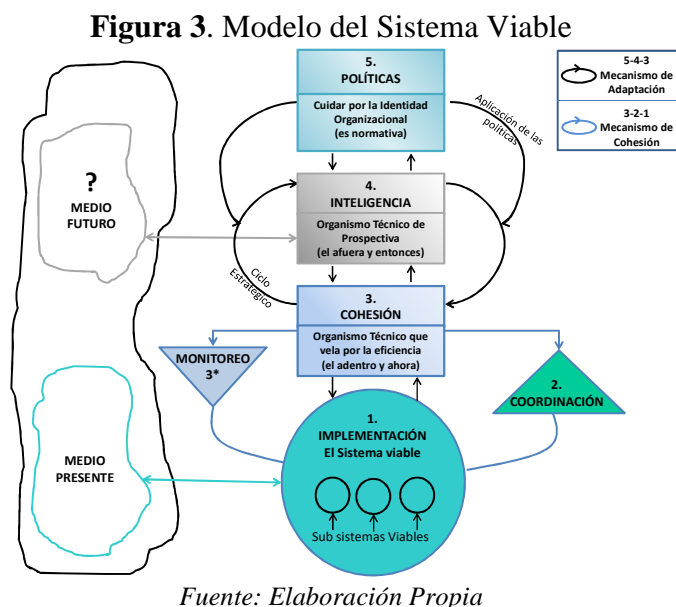 Figura 3. Modelo del Sistema Viable
5.
POLÍTICAS
Cuidar por la Identidad
Organizacional
(es normativa)
Aplicación de las
políticas
5-4-3
Mecanismo de
Adaptación
3-2-1
Mecanismo de
Cohesión
?
MEDIO
FUTURO
4.
INTELIGENCIA
Organismo Técnico de
Prospectiva
(el afuera y entonces)
Ciclo
Estratégico
3.
COHESIÓN
Organismo Técnico que
vela por la eficiencia
(el adentro y ahora)
MONITOREO
3*
2.
COORDINACIÓN
1.
IMPLEMENTACIÓN
El Sistema viable
MEDIO
PRESENTE
Sub sistemas Viables
Fuente: Elaboración Propia